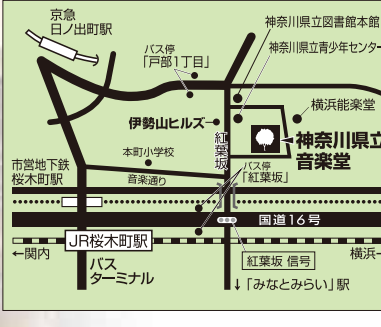 京急
日ノ出町駅
神奈川県立図書館本館
バス停
「戸部1丁目」
神奈川県立青少年センター
横浜能楽堂
伊勢山ヒルズ
紅葉坂
神奈川県立
音楽堂
本町小学校
市営地下鉄
桜木町駅
音楽通り
バス停
「紅葉坂」
国道16号
JR桜木町駅
←関内
横浜→
バス
ターミナル
紅葉坂 信号
↓「みなとみらい」駅